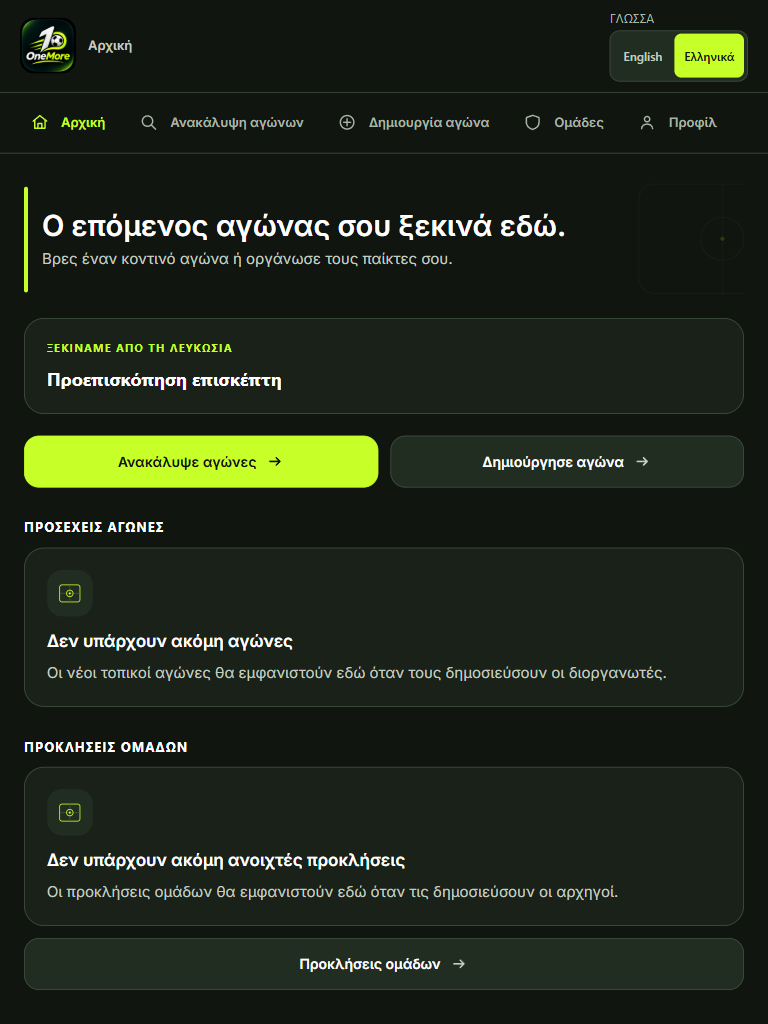 ΓΛΩΣΣΑ
10
OneMore
Αρχική
English
Ελληνικά
Αρχική
Ανακάλυψη αγώνων
Δημιουργία αγώνα
Ομάδες
Προφίλ
Ο επόμενος αγώνας σου ξεκινά εδώ.
Βρες έναν κοντινό αγώνα ή οργάνωσε τους παίκτες σου.
ΞΕΚΙΝΑΜΕ ΑΠΟ ΤΗ ΛΕΥΚΩΣΙΑ
Προεπισκόπηση επισκέπτη
Ανακάλυψε αγώνες →
Δημιούργησε αγώνα →
ΠΡΟΣΕΧΕΙΣ ΑΓΩΝΕΣ
Δεν υπάρχουν ακόμη αγώνες
Οι νέοι τοπικοί αγώνες θα εμφανιστούν εδώ όταν τους δημοσιεύσουν οι διοργανωτές.
ΠΡΟΚΛΗΣΕΙΣ ΟΜΑΔΩΝ
Δεν υπάρχουν ακόμη ανοιχτές προκλήσεις
Οι προκλήσεις ομάδων θα εμφανιστούν εδώ όταν τις δημοσιεύσουν οι αρχηγοί.
Προκλήσεις ομάδων →